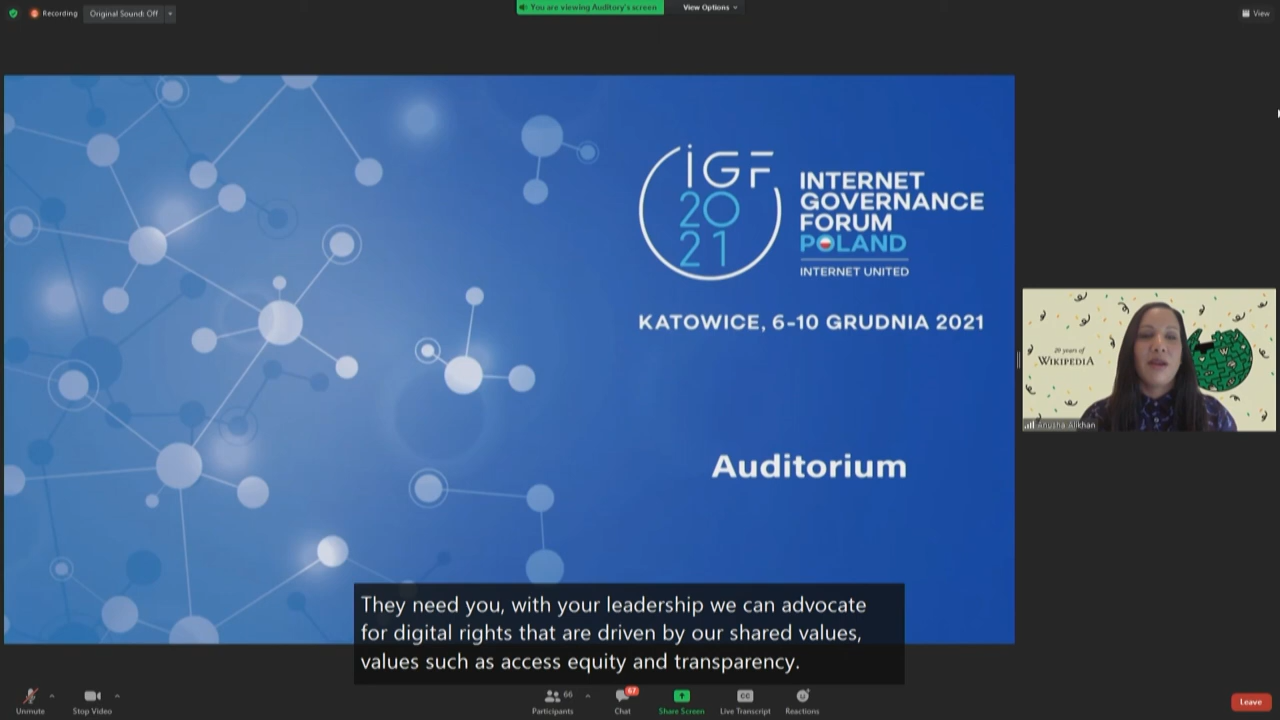 Recording
Original Sound: Off
You are viewing Auditory's screen
View Options
View
iGF
20
21
INTERNET
GOVERNANCE
FORUM
POLAND
INTERNET UNITED
KATOWICE, 6-10 GRUDNIA 2021
Auditorium
20 years of
WIKIPEDIA
Anusha Alikhan
They need you, with your leadership we can advocate
for digital rights that are driven by our shared values,
values such as access equity and transparency.
Unmute
Stop Video
66
Participants
67
Chat
Share Screen
CC
Live Transcript
Reactions
Leave